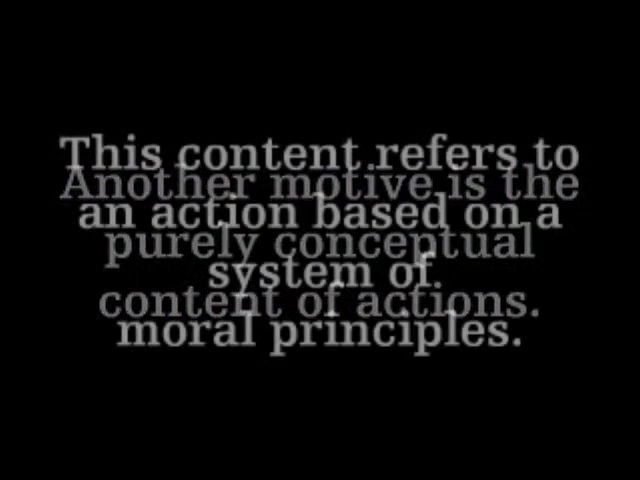 This content refers to
Another motive is the
an action based on a
purely conceptual
system of
content of actions.
moral principles.